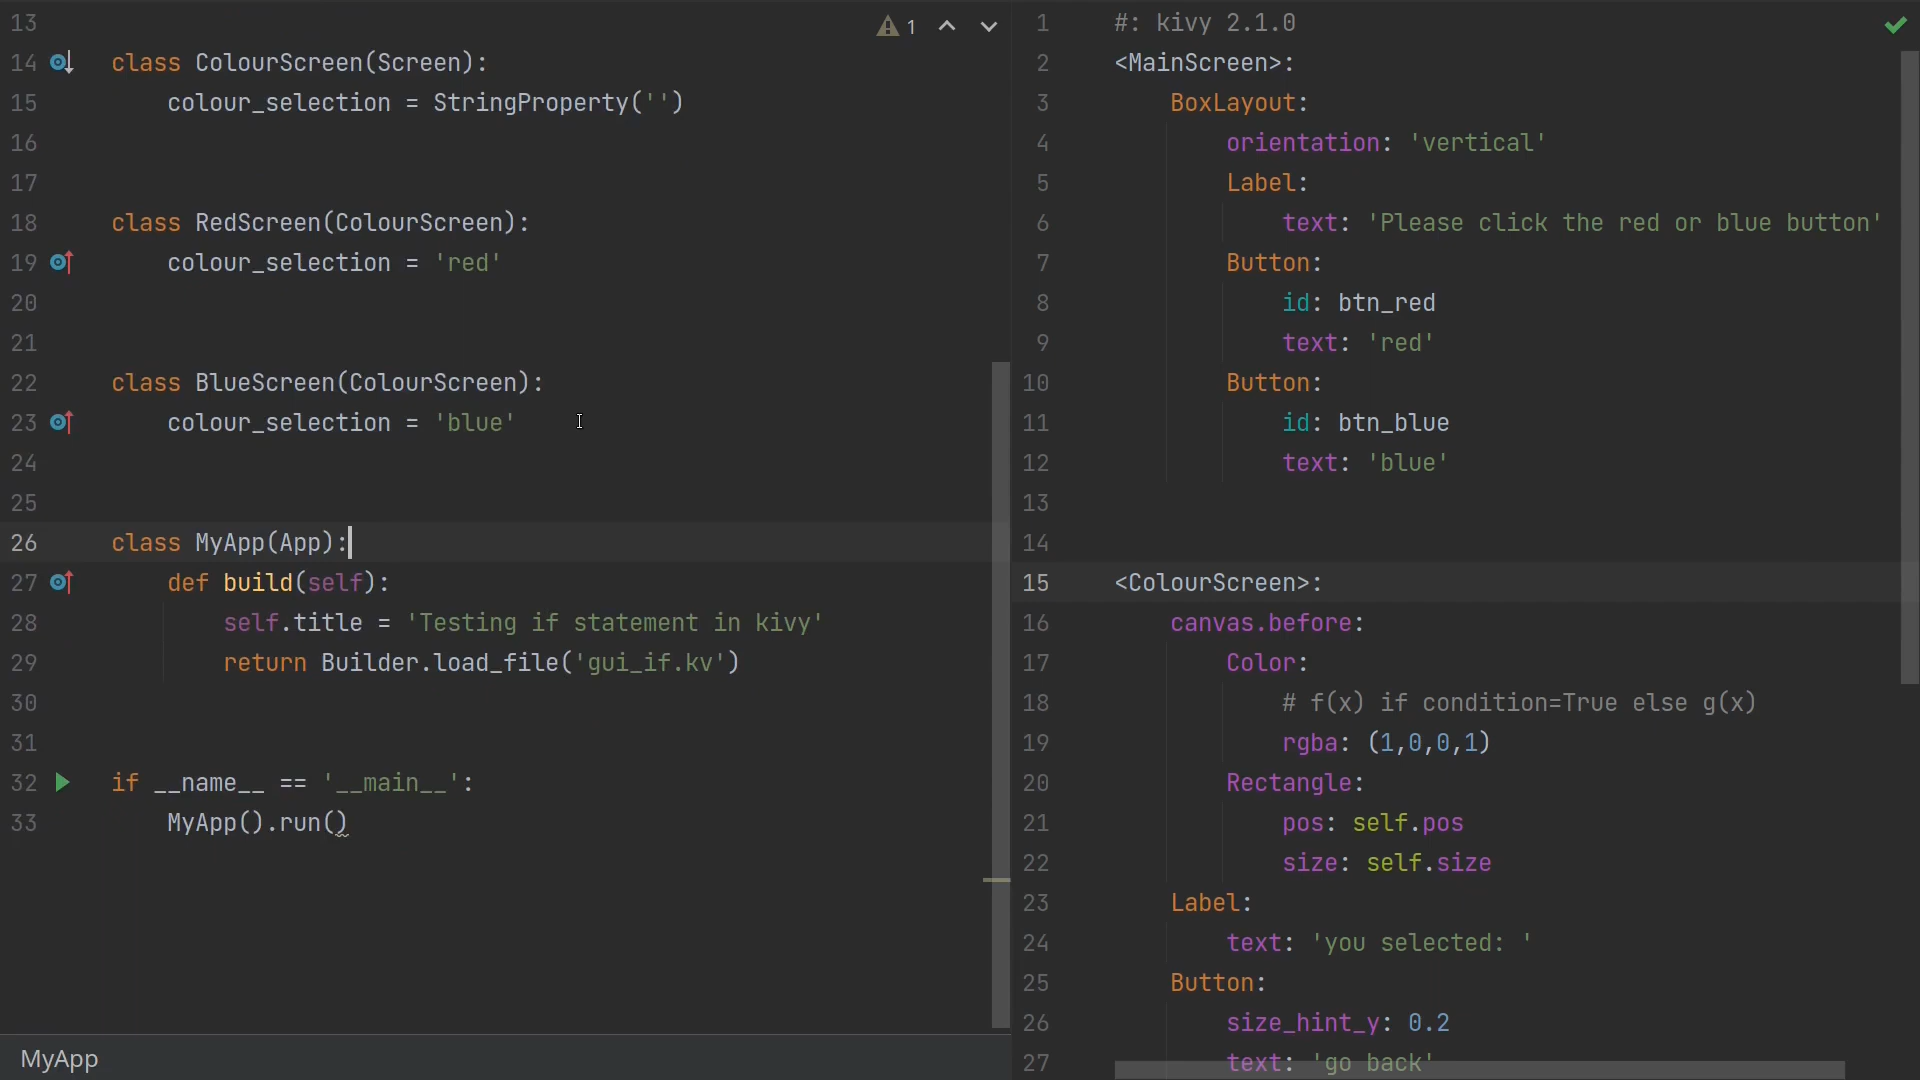 13
14 class ColourScreen(Screen):
15 colour_selection = StringProperty('')
16
17
18 class RedScreen(ColourScreen):
19 colour_selection = 'red'
20
21
22 class BlueScreen(ColourScreen):
23 colour_selection = 'blue'
24
25
26 class MyApp(App):
27 def build(self):
28 self.title = 'Testing if statement in kivy'
29 return Builder.load_file('gui_if.kv')
30
31
32 if __name__ == '__main__':
33 MyApp().run()
MyApp
1
1 #: kivy 2.1.0
2 <MainScreen>:
3 BoxLayout:
4 orientation: 'vertical'
5 Label:
6 text: 'Please click the red or blue button'
7 Button:
8 id: btn_red
9 text: 'red'
10 Button:
11 id: btn_blue
12 text: 'blue'
13
14
15 <ColourScreen>:
16 canvas.before:
17 Color:
18 # f(x) if condition=True else g(x)
19 rgba: (1,0,0,1)
20 Rectangle:
21 pos: self.pos
22 size: self.size
23 Label:
24 text: 'you selected: '
25 Button:
26 size_hint_y: 0.2
27 text: 'go back'